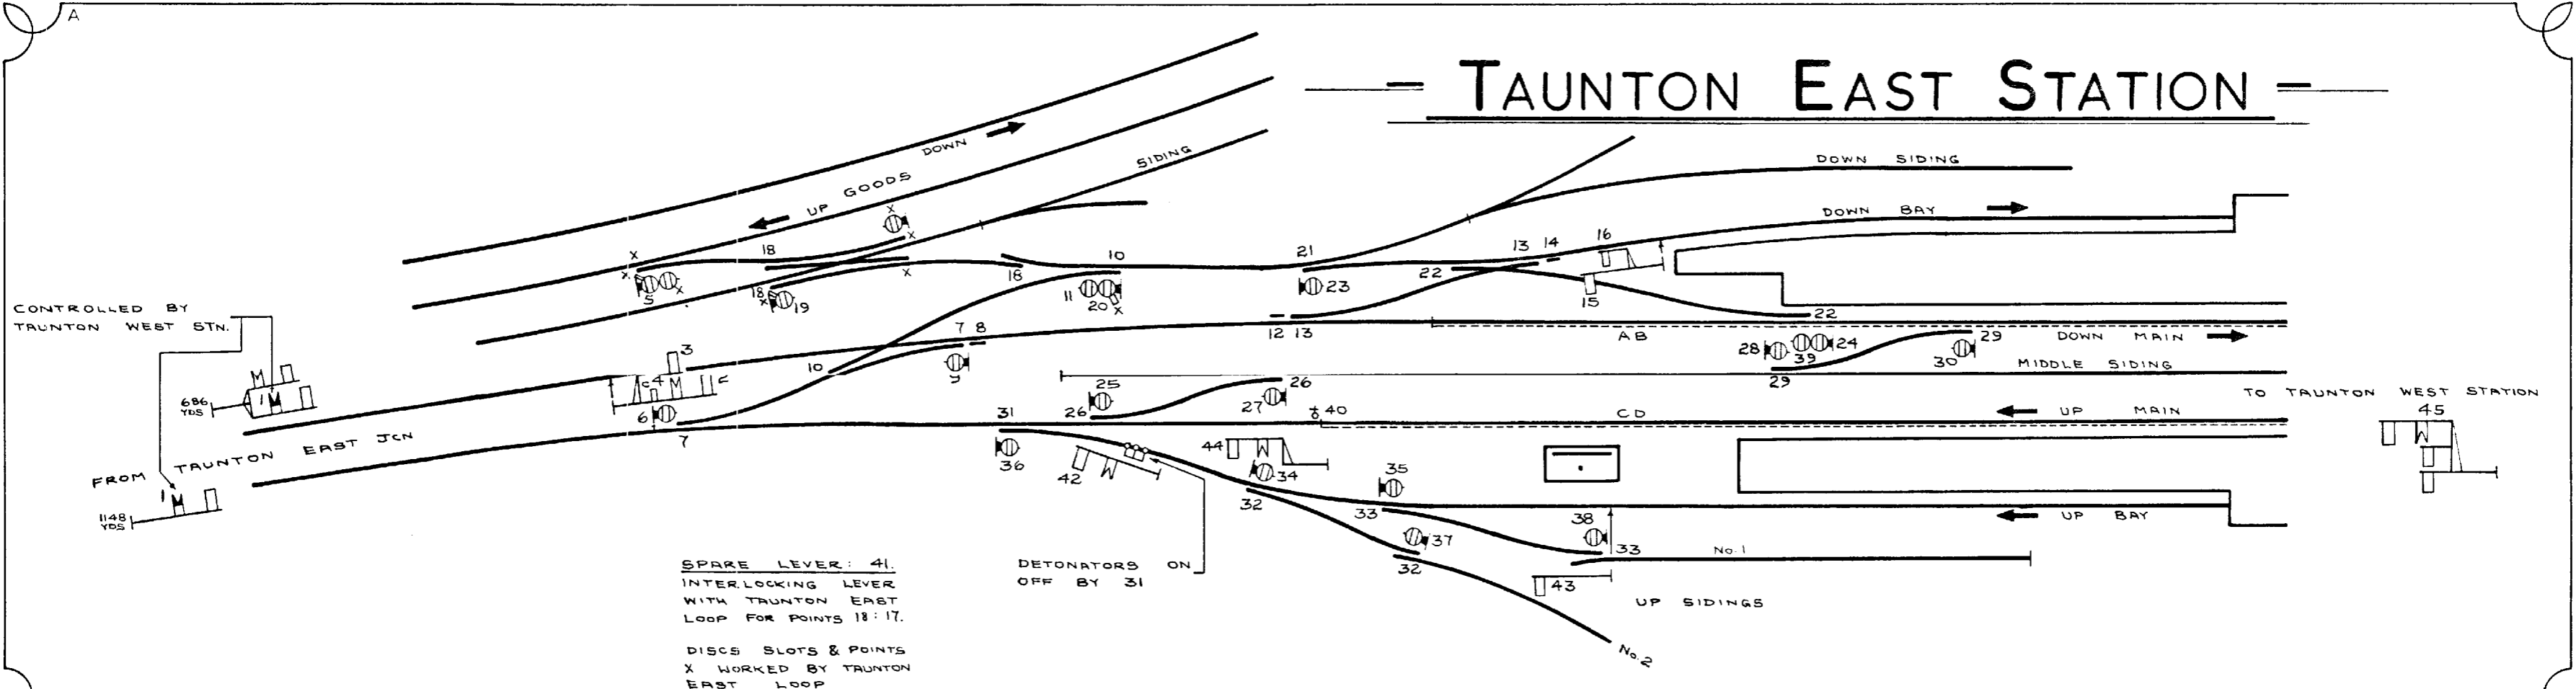 A
TAUNTON EAST STATION
DOWN
UP GOODS
SIDING
DOWN SIDING
DOWN BAY
18
10
21
13 14 16
18
22
5
18
19
11 20
23
15
CONTROLLED BY
TAUNTON WEST STN.
7 8
12 13
22
AB
DOWN MAIN
3
28 39 24
29
30
MIDDLE SIDING
10
9
C 4 M C
M
1 M
686
YDS
25
26
29
TO TAUNTON WEST STATION
6
26
27
31
40
CD
UP MAIN
45
7
FROM TAUNTON EAST JCN
36
44
34
35
42
1 M
1148
YDS
32
33
38
UP BAY
37
33
No. 1
32
43
UP SIDINGS
No. 2
DETONATORS ON
OFF BY 31
SPARE LEVER: 41.
INTERLOCKING LEVER
WITH TAUNTON EAST
LOOP FOR POINTS 18:17.
DISCS SLOTS & POINTS
X WORKED BY TAUNTON
EAST LOOP